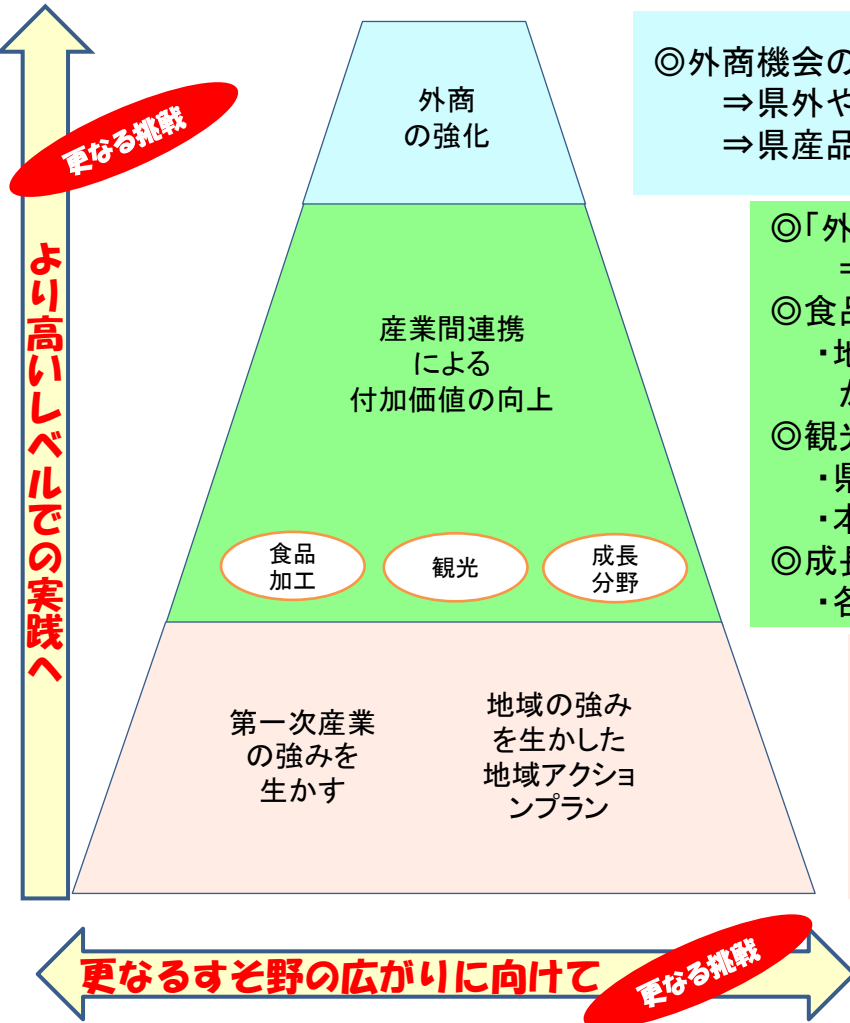 更なる挑戦
より高いレベルでの実践へ
外商
の強化
産業間連携
による
付加価値の向上
食品
加工
観光
成長
分野
第一次産業
の強みを
生かす
地域の強み
を生かした
地域アクショ
ンプラン
◎外商機会の
⇒県外や
⇒県産品
◎「外
⇒
◎食品
・地
か
◎観光
・県
・本
◎成長
・各
更なるすそ野の広がりに向けて
更なる挑戦